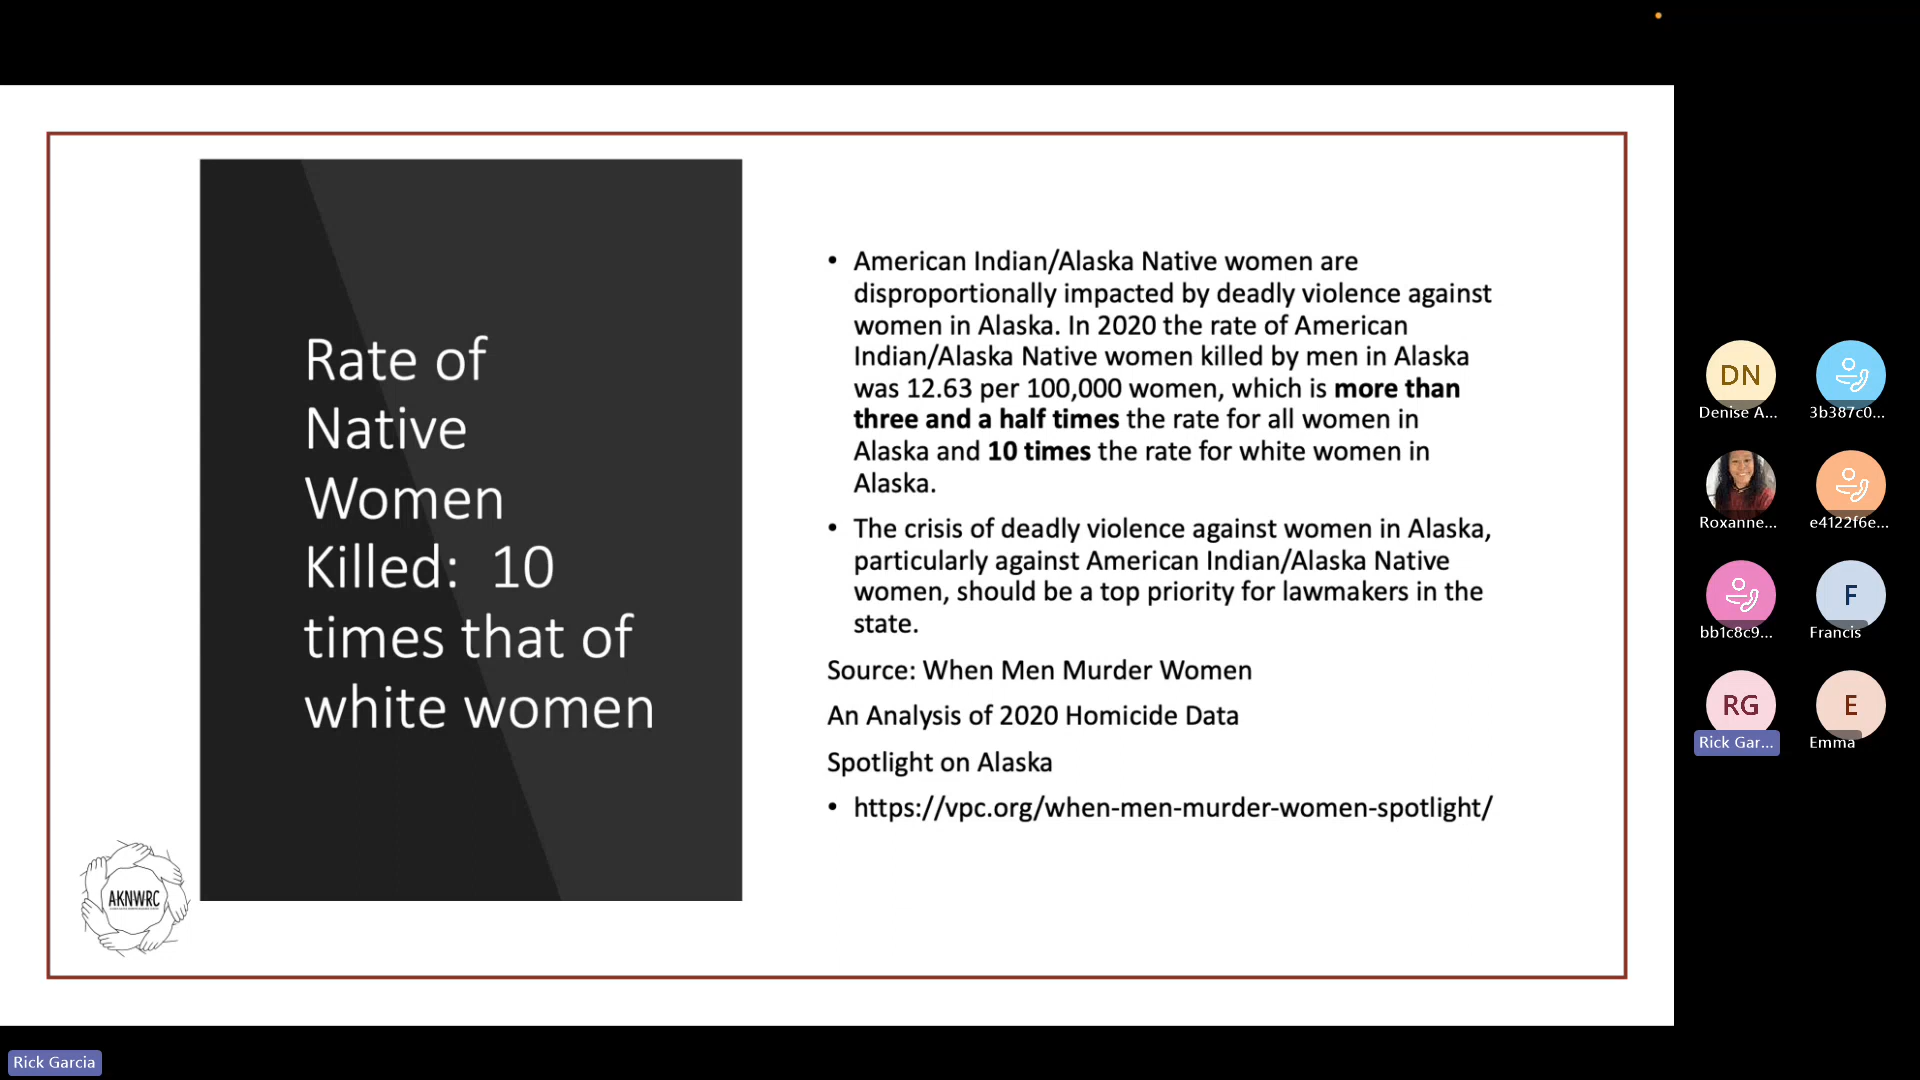 Rate of
Native
Women
Killed:  10
times that of
white women
• American Indian/Alaska Native women are
disproportionally impacted by deadly violence against
women in Alaska. In 2020 the rate of American
Indian/Alaska Native women killed by men in Alaska
was 12.63 per 100,000 women, which is more than
three and a half times the rate for all women in
Alaska and 10 times the rate for white women in
Alaska.
• The crisis of deadly violence against women in Alaska,
particularly against American Indian/Alaska Native
women, should be a top priority for lawmakers in the
state.
Source: When Men Murder Women
An Analysis of 2020 Homicide Data
Spotlight on Alaska
• https://vpc.org/when-men-murder-women-spotlight/
AKNWRC
DN
Denise A...
3b387c0...
Roxanne...
e4122f6e...
bb1c8c9...
F
Francis
RG
Rick Gar...
E
Emma
Rick Garcia